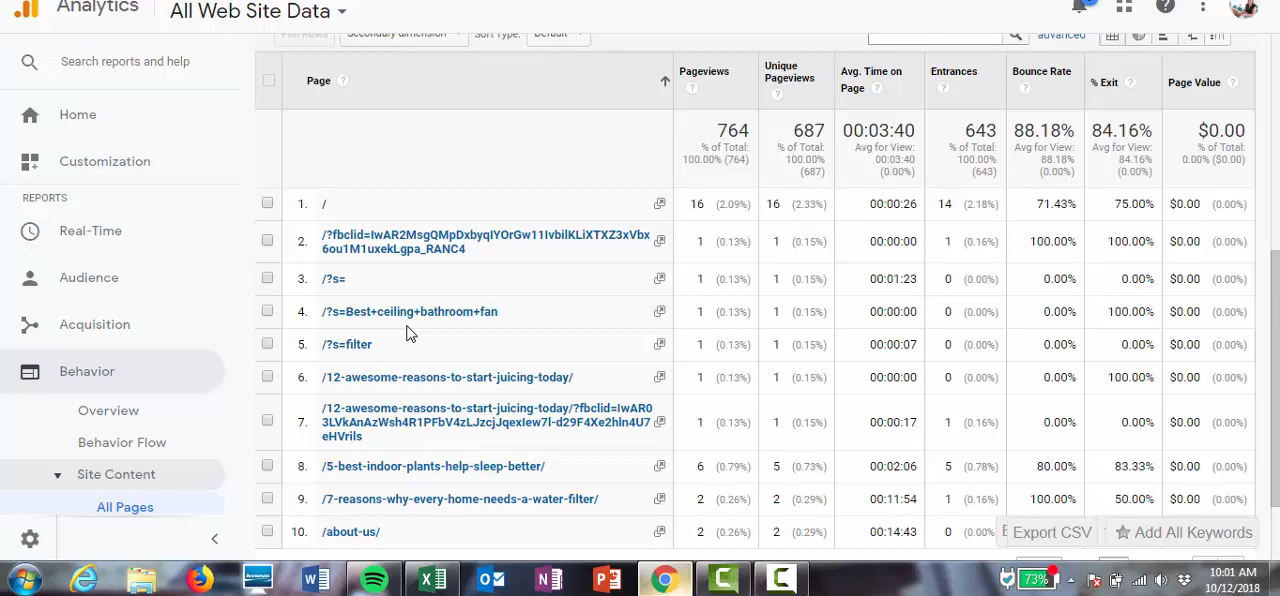 Analytics
All Web Site Data
Plot Rows Secondary dimension Sort Type: Default advanced
Search reports and help
Home
Customization
REPORTS
Real-Time
Audience
Acquisition
Behavior
Overview
Behavior Flow
Site Content
All Pages
Page Pageviews Unique Pageviews Avg. Time on Page Entrances Bounce Rate % Exit Page Value
764 687 00:03:40 643 88.18% 84.16% $0.00
% of Total: 100.00% (764) % of Total: 100.00% (687) Avg for View: 00:03:40 (0.00%) % of Total: 100.00% (643) Avg for View: 88.18% (0.00%) Avg for View: 84.16% (0.00%) % of Total: 0.00% ($0.00)
1. / 16 (2.09%) 16 (2.33%) 00:00:26 14 (2.18%) 71.43% 75.00% $0.00 (0.00%)
2. 1 (0.13%) 1 (0.15%) 00:00:00 1 (0.16%) 100.00% 100.00% $0.00 (0.00%)
3. /?s= 1 (0.13%) 1 (0.15%) 00:01:23 0 (0.00%) 0.00% 0.00% $0.00 (0.00%)
4. /?s=Best+ceiling+bathroom+fan 1 (0.13%) 1 (0.15%) 00:00:00 0 (0.00%) 0.00% 0.00% $0.00 (0.00%)
5. /?s=filter 1 (0.13%) 1 (0.15%) 00:00:07 0 (0.00%) 0.00% 0.00% $0.00 (0.00%)
6. /12-awesome-reasons-to-start-juicing-today/ 1 (0.13%) 1 (0.15%) 00:00:00 0 (0.00%) 0.00% 100.00% $0.00 (0.00%)
7. 1 (0.13%) 1 (0.15%) 00:00:17 1 (0.16%) 0.00% 0.00% $0.00 (0.00%)
8. /5-best-indoor-plants-help-sleep-better/ 6 (0.79%) 5 (0.73%) 00:02:06 5 (0.78%) 80.00% 83.33% $0.00 (0.00%)
9. /7-reasons-why-every-home-needs-a-water-filter/ 2 (0.26%) 2 (0.29%) 00:11:54 1 (0.16%) 100.00% 50.00% $0.00 (0.00%)
10. /about-us/ 2 (0.26%) 2 (0.29%) 00:14:43 0 (0.00%
Export CSV Add All Keywords
73% 10:01 AM
10/12/2018